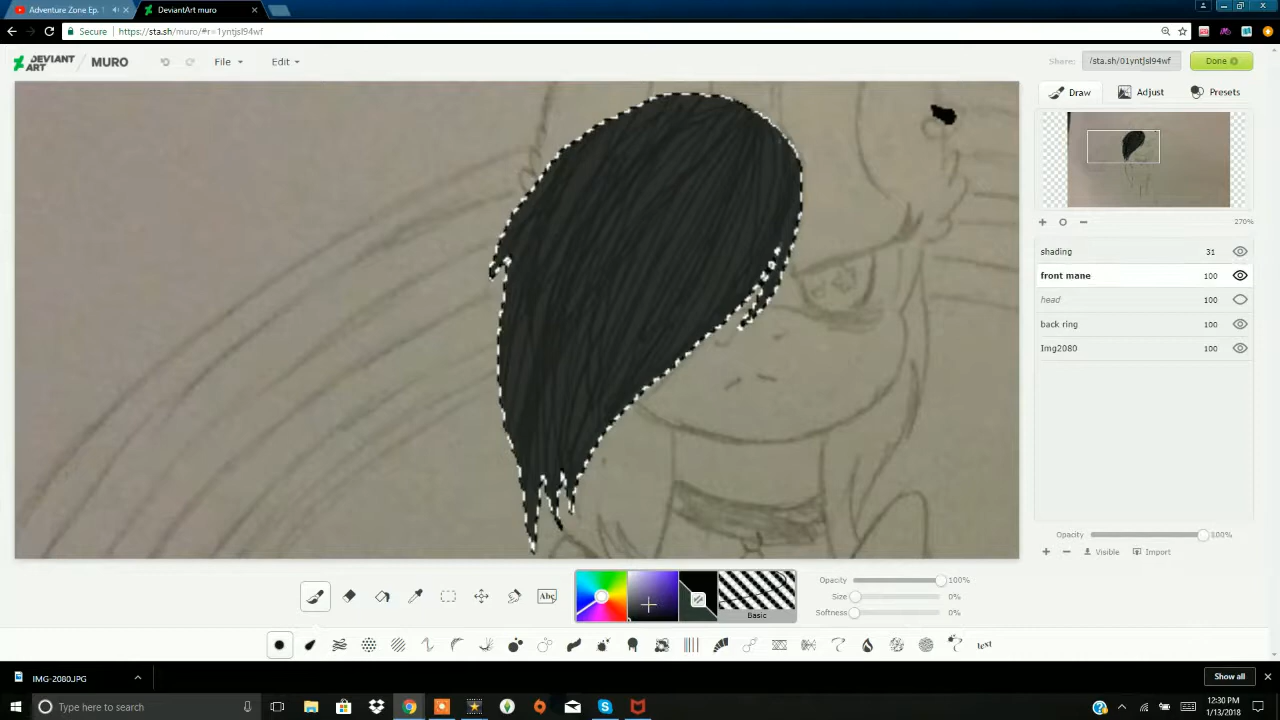 Adventure Zone Ep. 1
DeviantArt muro
Secure
https://sta.sh/muro/#r=1yntjsl94wf
DEVIANT
ART
MURO
File
Edit
Share:
/sta.sh/01yntjsl94wf
Done
Draw
Adjust
Presets
270%
shading 31
front mane 100
head 100
back ring 100
Img2080 100
Opacity 100%
Visible
Import
Abc
Basic
Opacity 100%
Size 0%
Softness 0%
text
IMG-2080.JPG
Show all
Type here to search
12:30 PM
1/13/2018